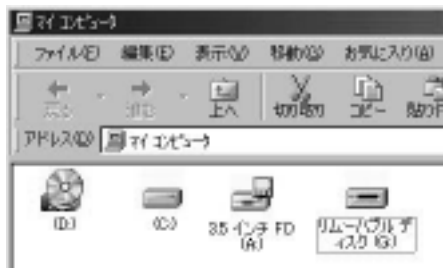 マイ コンピュータ
ファイル(F) 編集(E) 表示(V) 移動(G) お気に入り(A)
戻る 進む 上へ 切り取り コピー 貼り付
アドレス(D) マイ コンピュータ
(D:) (C:) 3.5 インチ FD (A:) リムーバブル ディスク (G:)